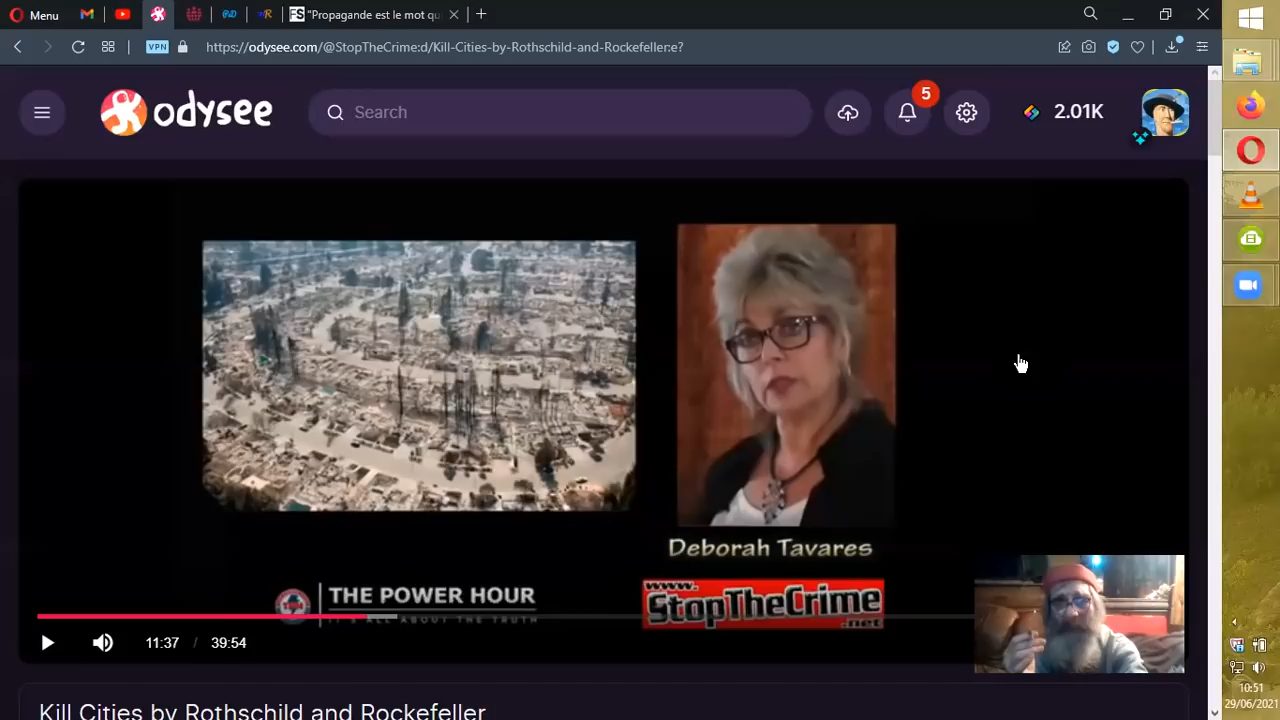 Menu
"Propagande est le mot qu
VPN
https://odysee.com/@StopTheCrime:d/Kill-Cities-by-Rothschild-and-Rockefeller:e?
odysee
Search
5
2.01K
Deborah Tavares
THE POWER HOUR
IT'S ALL ABOUT THE TRUTH
www.
StopTheCrime
.net
11:37 / 39:54
Kill Cities by Rothschild and Rockefeller
10:51
29/06/2021